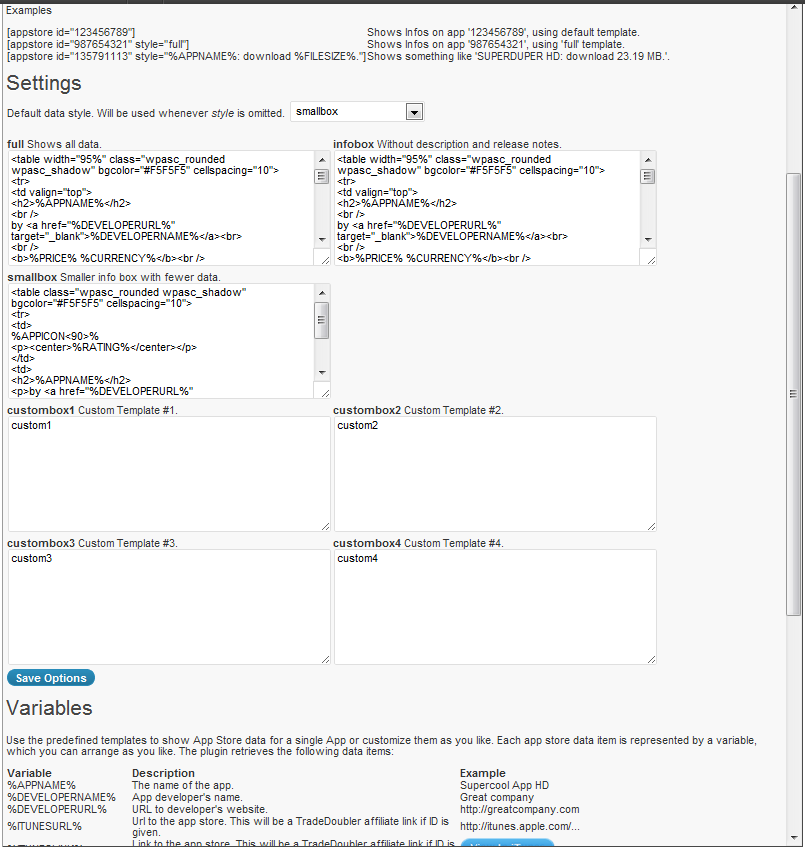 Examples
[appstore id="123456789"] Shows Infos on app '123456789', using default template.
[appstore id="987654321" style="full"] Shows Infos on app '987654321', using 'full' template.
[appstore id="135791113" style="%APPNAME%: download %FILESIZE%."] Shows something like 'SUPERDUPER HD: download 23.19 MB.'.
Settings
Default data style. Will be used whenever style is omitted. smallbox
full Shows all data.
<table width="95%" class="wpasc_rounded
wpasc_shadow" bgcolor="#F5F5F5" cellspacing="10">
<tr>
<td valign="top">
<h2>%APPNAME%</h2>
<br />
by <a href="%DEVELOPERURL%"
target="_blank">%DEVELOPERNAME%</a><br>
<br />
<b>%PRICE% %CURRENCY%</b><br />
infobox Without description and release notes.
<table width="95%" class="wpasc_rounded
wpasc_shadow" bgcolor="#F5F5F5" cellspacing="10">
<tr>
<td valign="top">
<h2>%APPNAME%</h2>
<br />
by <a href="%DEVELOPERURL%"
target="_blank">%DEVELOPERNAME%</a><br>
<br />
<b>%PRICE% %CURRENCY%</b><br />
smallbox Smaller info box with fewer data.
<table class="wpasc_rounded wpasc_shadow"
bgcolor="#F5F5F5" cellspacing="10">
<tr>
<td>
%APPICON<90>%
<p><center>%RATING%</center></p>
</td>
<td>
<h2>%APPNAME%</h2>
<p>by <a href="%DEVELOPERURL%"
custombox1 Custom Template #1.
custom1
custombox2 Custom Template #2.
custom2
custombox3 Custom Template #3.
custom3
custombox4 Custom Template #4.
custom4
Save Options
Variables
Use the predefined templates to show App Store data for a single App or customize them as you like. Each app store data item is represented by a variable,
which you can arrange as you like. The plugin retrieves the following data items:
Variable Description Example
%APPNAME% The name of the app. Supercool App HD
%DEVELOPERNAME% App developer's name. Great company
%DEVELOPERURL% URL to developer's website. http://greatcompany.com
%ITUNESURL% Url to the app store. This will be a TradeDoubler affiliate link if ID is given. http://itunes.apple.com/...
Link to the app store. This will be a TradeDoubler affiliate link if ID is